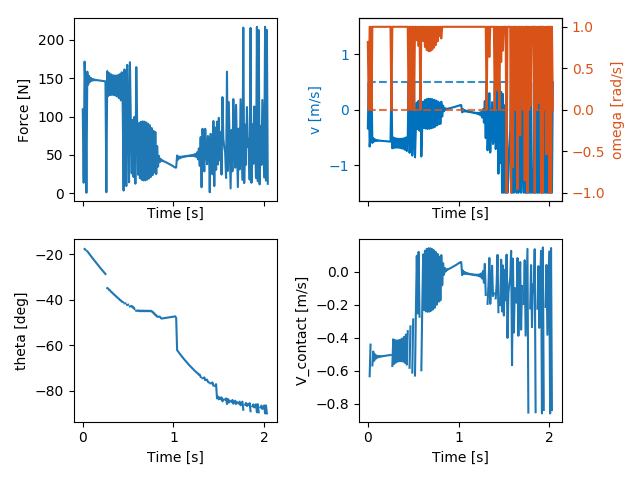 200
150
100
50
0
Force [N]
Time [s]
1
0
−1
v [m/s]
1.0
0.5
0.0
−0.5
−1.0
omega [rad/s]
Time [s]
−20
−40
−60
−80
theta [deg]
0 1 2
Time [s]
0.0
−0.2
−0.4
−0.6
−0.8
V_contact [m/s]
0 1 2
Time [s]